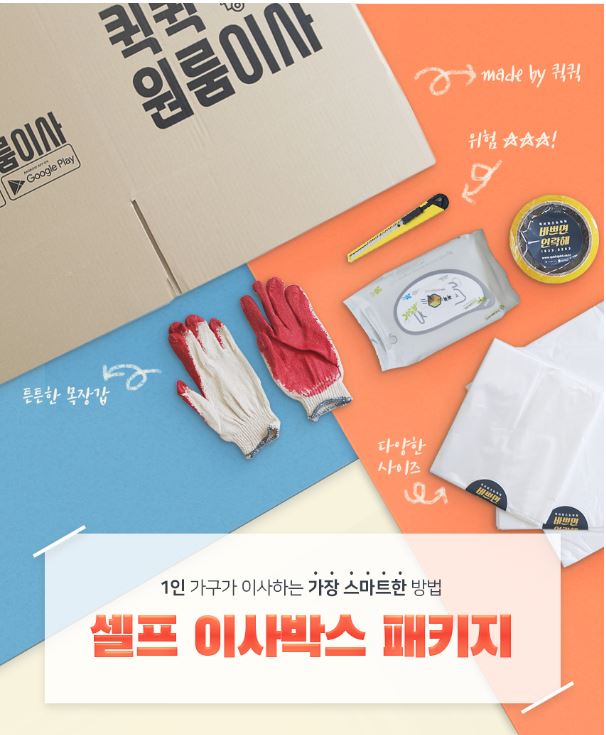 퀵퀵
원룸이사
룸이사
Google Play
made by 퀵퀵
위험 ☆☆☆!
바쁘면
연락해
튼튼한 목장갑
다양한
사이즈
바쁘면
바쁘면
1인 가구가 이사하는 가장 스마트한 방법
셀프 이사박스 패키지